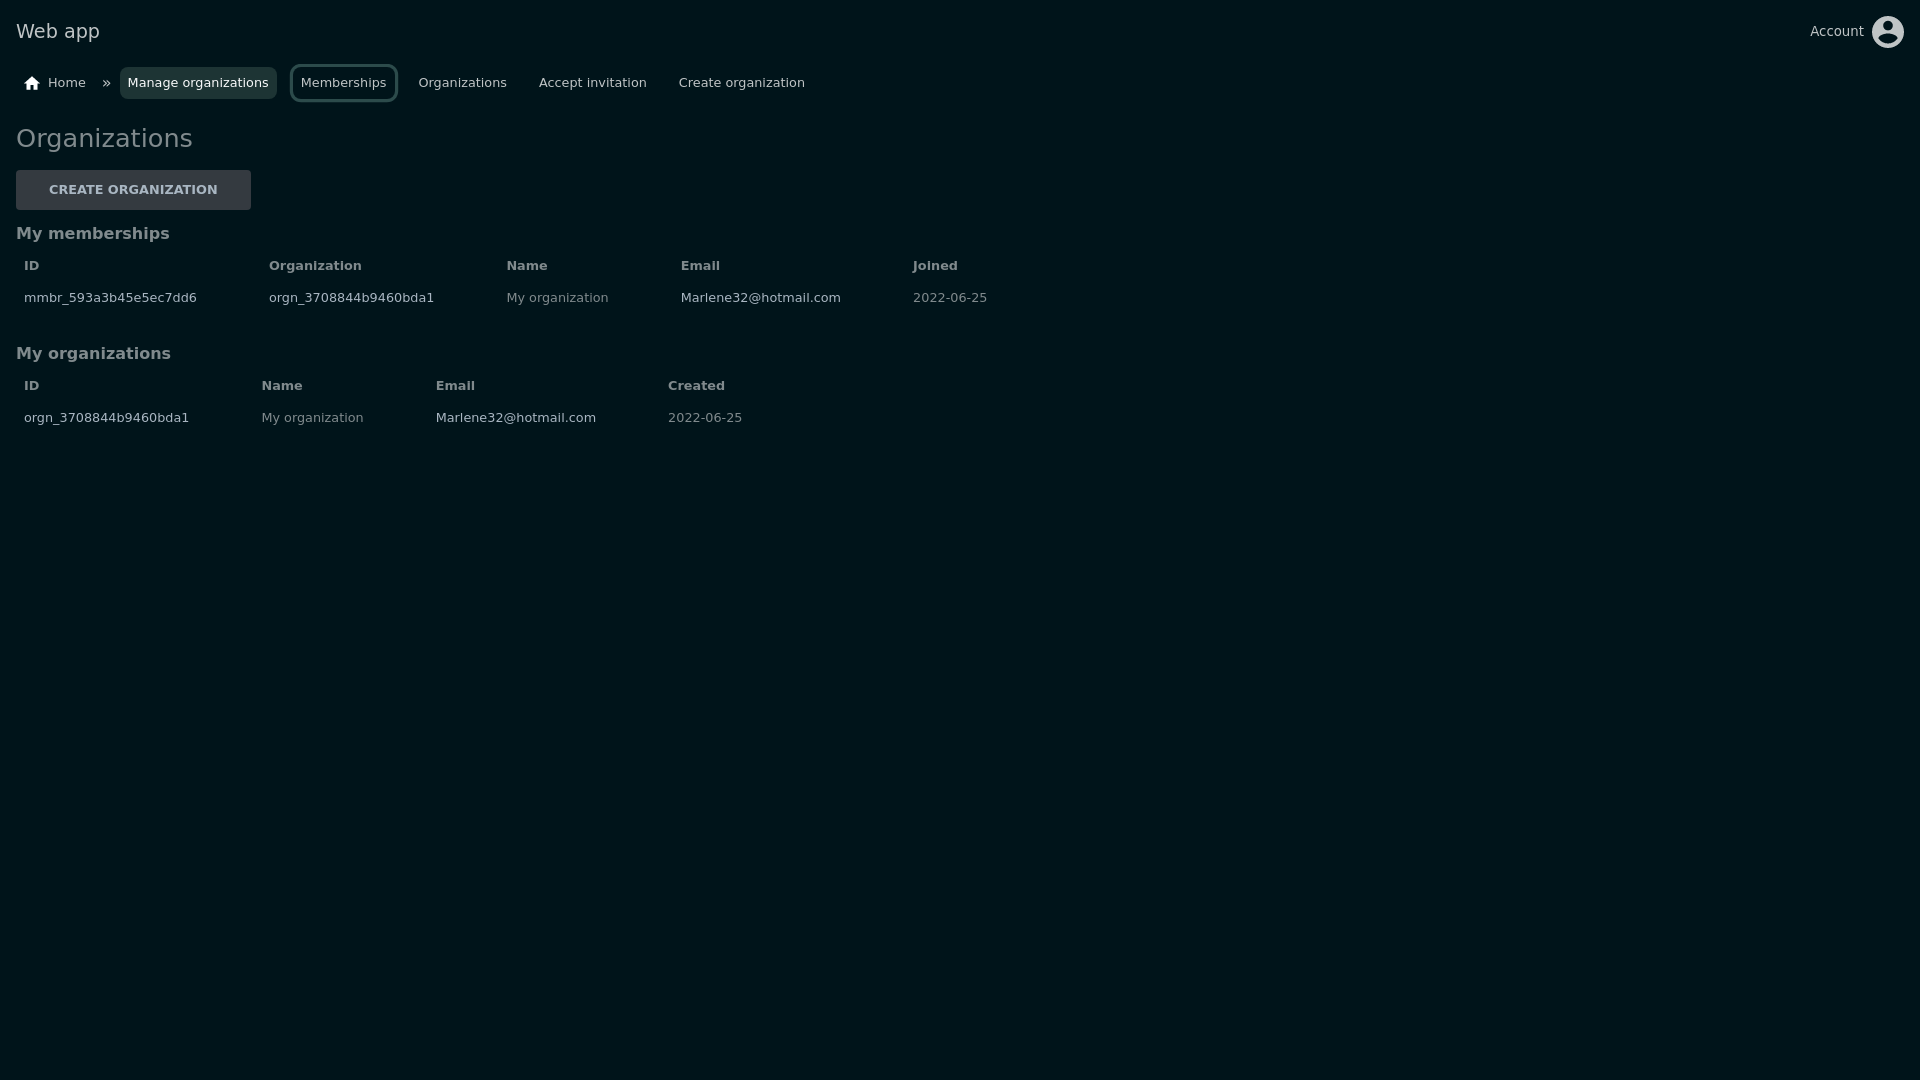 Web app Account
Home » Manage organizations Memberships Organizations Accept invitation Create organization
Organizations
CREATE ORGANIZATION
My memberships
ID Organization Name Email Joined
mmbr_593a3b45e5ec7dd6 orgn_3708844b9460bda1 My organization Marlene32@hotmail.com 2022-06-25
My organizations
ID Name Email Created
orgn_3708844b9460bda1 My organization Marlene32@hotmail.com 2022-06-25